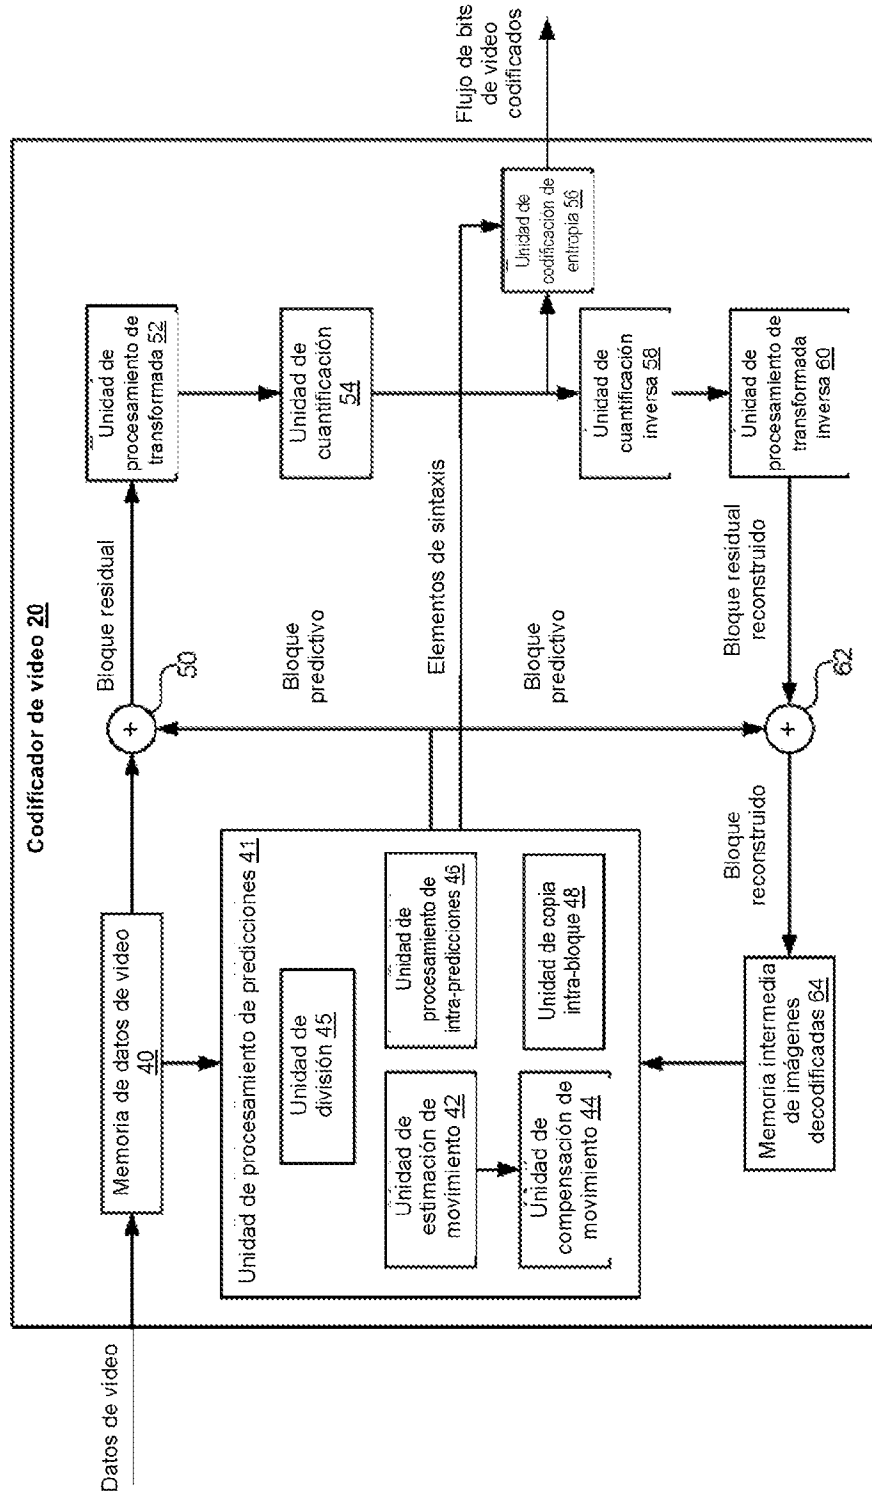 Codificador de video 20
Datos de video
Memoria de datos de video
40
Bloque residual
50
Unidad de
procesamiento de
transformada 52
Unidad de procesamiento de predicciones 41
Unidad de
división 45
Unidad de
estimación de
movimiento 42
Unidad de
procesamiento de
intra-predicciones 46
Unidad de
compensación de
movimiento 44
Unidad de copia
intra-bloque 48
Bloque
predictivo
Unidad de
cuantificación
54
Elementos de sintaxis
Bloque
predictivo
Unidad de
codificación de
entropia 56
Flujo de bits
de video
codificados
Unidad de
cuantificación
inversa 58
Unidad de
procesamiento de
transformada
inversa 60
Bloque residual
reconstruido
62
Bloque
reconstruido
Memoria intermedia
de imágenes
decodificadas 64